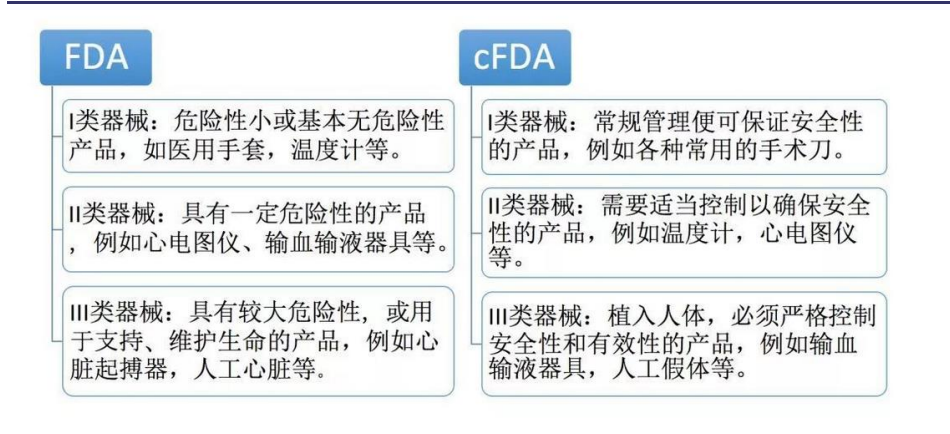 FDA
I类器械：危险性小或基本无危险性
产品，如医用手套，温度计等。
II类器械：具有一定危险性的产品
，例如心电图仪、输血输液器具等。
III类器械：具有较大危险性，或用
于支持、维护生命的产品，例如心
脏起搏器，人工心脏等。
cFDA
I类器械：常规管理便可保证安全性
的产品，例如各种常用的手术刀。
II类器械：需要适当控制以确保安全
性的产品，例如温度计，心电图仪
等。
III类器械：植入人体，必须严格控制
安全性和有效性的产品，例如输血
输液器具，人工假体等。